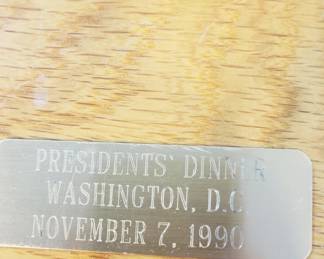 PRESIDENTS' DINNER
WASHINGTON, D.C
NOVEMBER 7, 1990